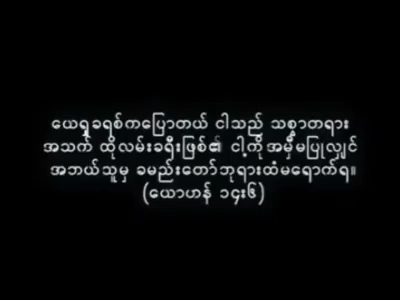 ယေရှုခရစ်ကပြောတယ် ငါသည် သစ္စာတရား
အသက် ထိုလမ်းခရီးဖြစ်၏ ငါ့ကိုအမှီမပြုလျှင်
အဘယ်သူမှ ခမည်းတော်ဘုရားထံမရောက်ရ။
(ယောဟန် ၁၄း၆)